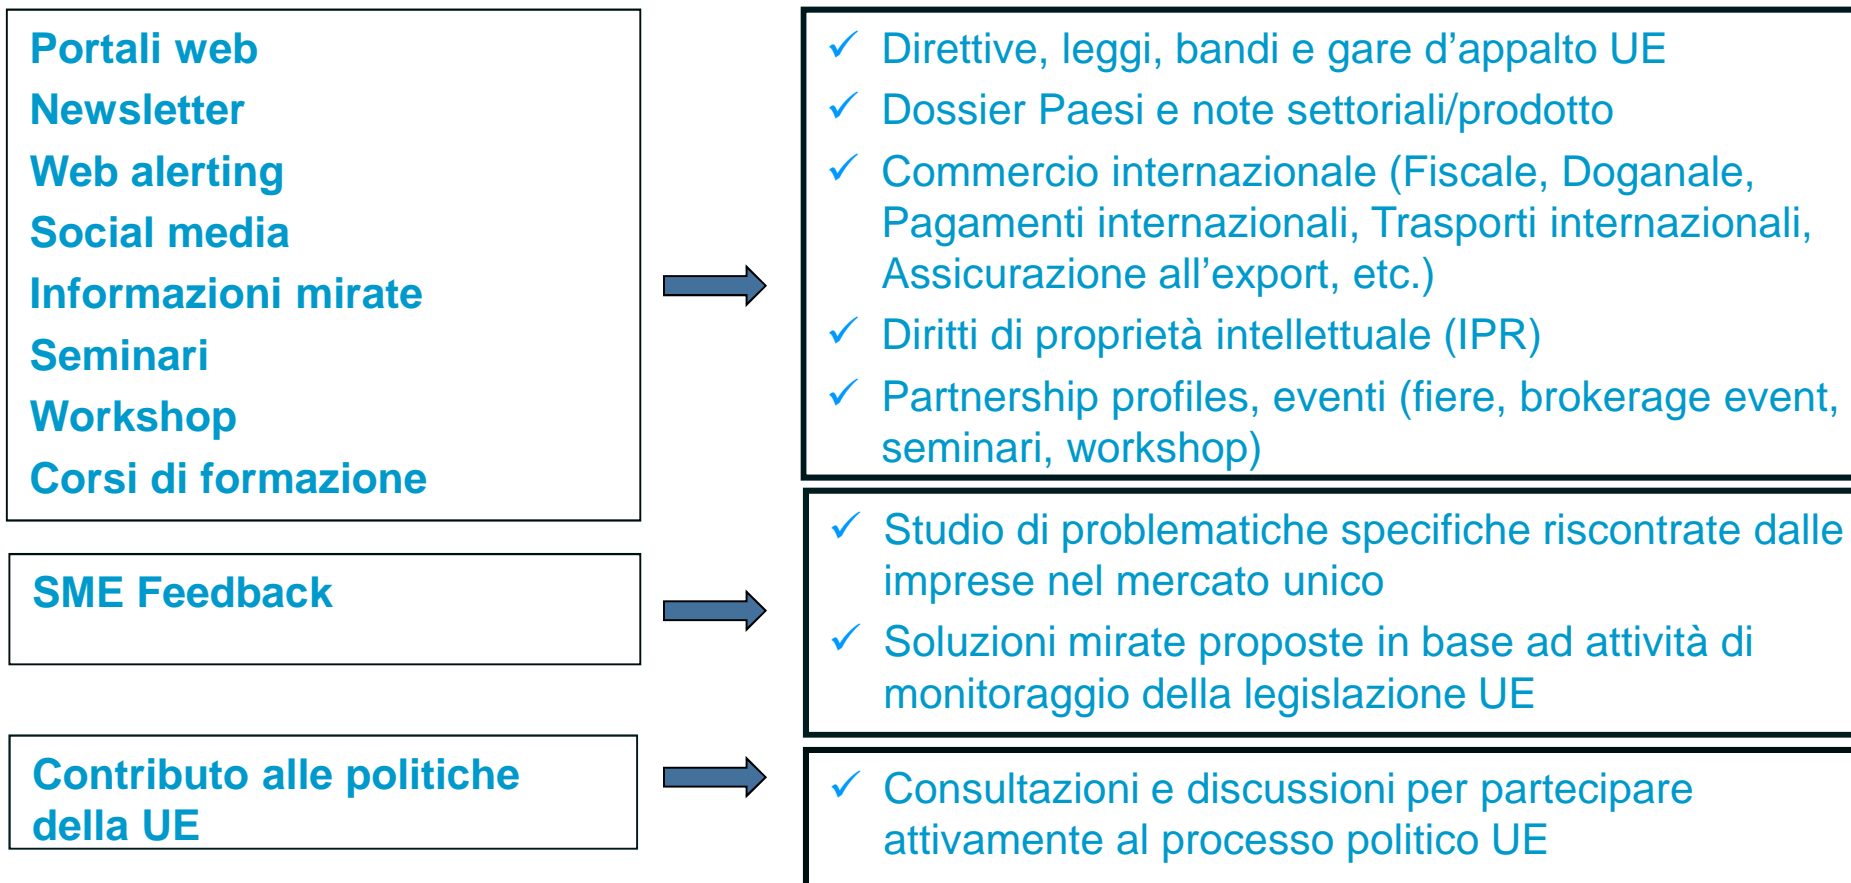 Portali web
Newsletter
Web alerting
Social media
Informazioni mirate
Seminari
Workshop
Corsi di formazione
✓ Direttive, leggi, bandi e gare d’appalto UE
✓ Dossier Paesi e note settoriali/prodotto
✓ Commercio internazionale (Fiscale, Doganale,
Pagamenti internazionali, Trasporti internazionali,
Assicurazione all’export, etc.)
✓ Diritti di proprietà intellettuale (IPR)
✓ Partnership profiles, eventi (fiere, brokerage event,
seminari, workshop)
SME Feedback
✓ Studio di problematiche specifiche riscontrate dalle
imprese nel mercato unico
✓ Soluzioni mirate proposte in base ad attività di
monitoraggio della legislazione UE
Contributo alle politiche
della UE
✓ Consultazioni e discussioni per partecipare
attivamente al processo politico UE